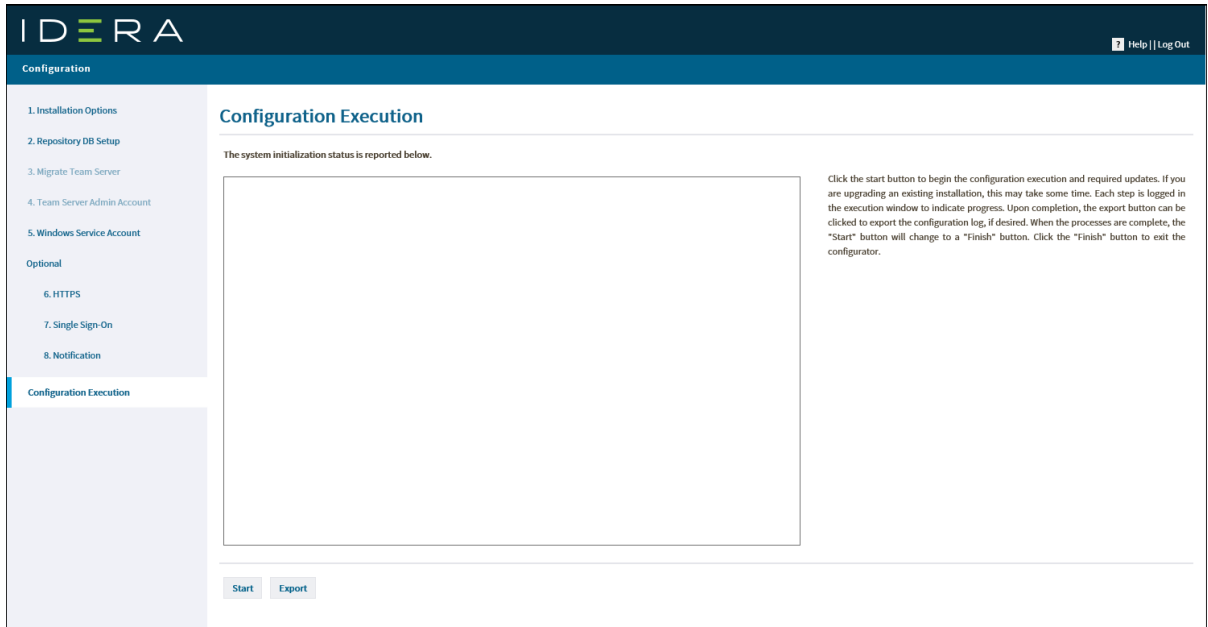 IDERA
? Help | | Log Out
Configuration
1. Installation Options
2. Repository DB Setup
3. Migrate Team Server
4. Team Server Admin Account
5. Windows Service Account
Optional
6. HTTPS
7. Single Sign-On
8. Notification
Configuration Execution
Configuration Execution
The system initialization status is reported below.
Click the start button to begin the configuration execution and required updates. If you
are upgrading an existing installation, this may take some time. Each step is logged in
the execution window to indicate progress. Upon completion, the export button can be
clicked to export the configuration log, if desired. When the processes are complete, the
"Start" button will change to a "Finish" button. Click the "Finish" button to exit the
configurator.
Start Export